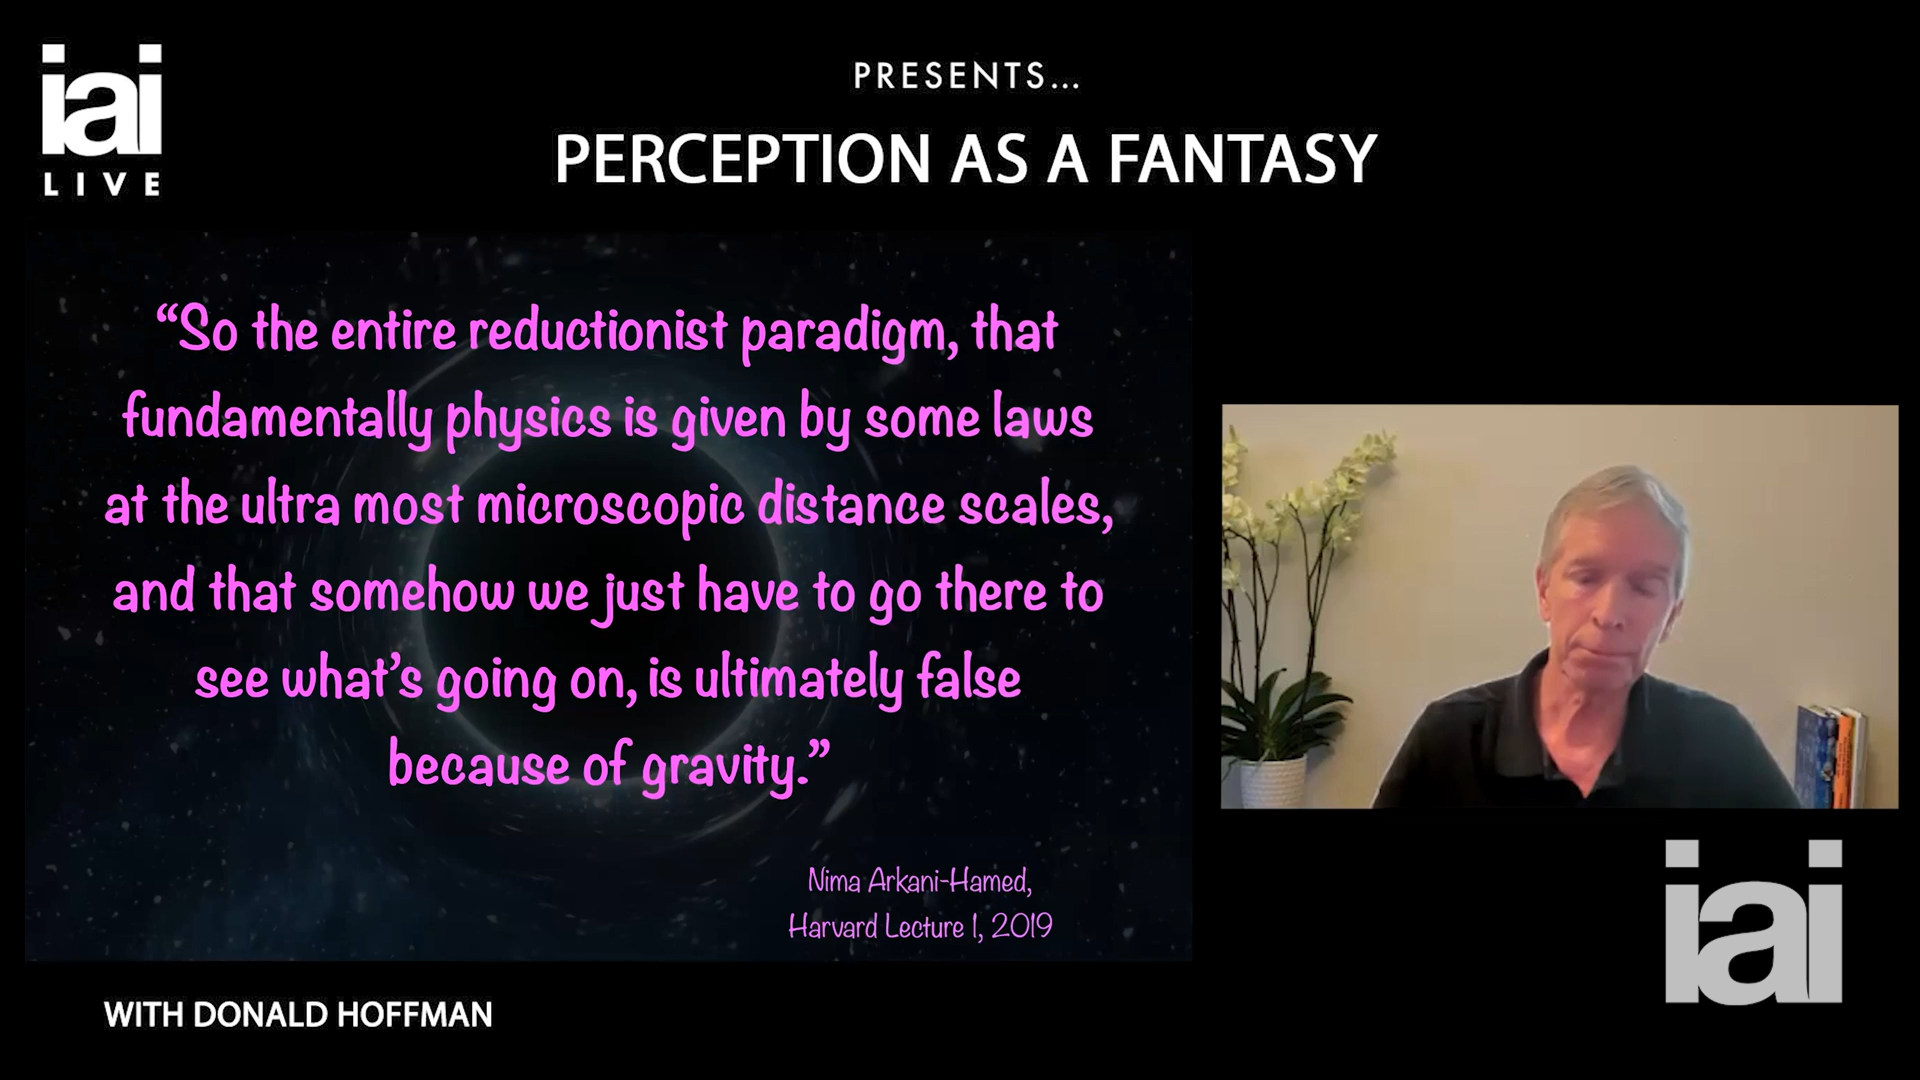 iai
LIVE
PRESENTS...
PERCEPTION AS A FANTASY
“So the entire reductionist paradigm, that
fundamentally physics is given by some laws
at the ultra most microscopic distance scales,
and that somehow we just have to go there to
see what’s going on, is ultimately false
because of gravity.”
Nima Arkani-Hamed,
Harvard Lecture 1, 2019
WITH DONALD HOFFMAN
iai